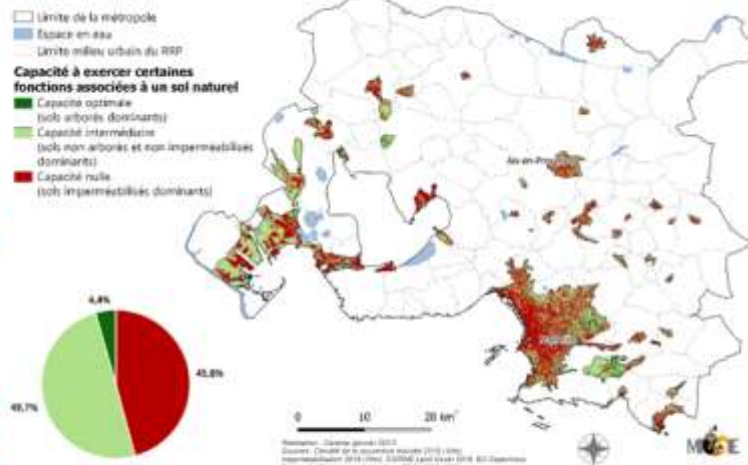 Limite de la métropole
Espace en eau
Limite milieu urbain du RRP
Capacité à exercer certaines
fonctions associées à un sol naturel
Capacité optimale
(sols arborés dominants)
Capacité intermédiaire
(sols non arborés et non imperméabilisés
dominants)
Capacité nulle
(sols imperméabilisés dominants)
Aix-en-Provence
Marseille
4,4%
45,8%
49,7%
0 10 20 km